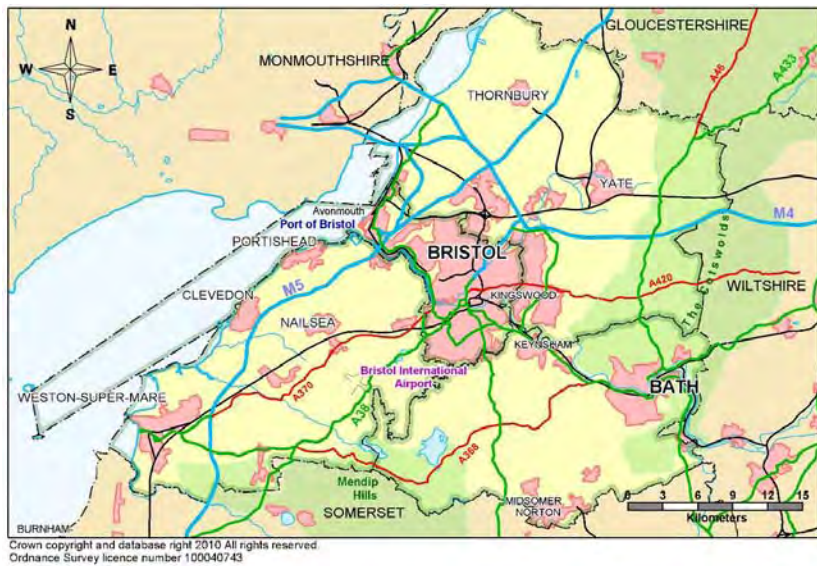 N
W E
S
GLOUCESTERSHIRE
MONMOUTHSHIRE
A46
A433
THORNBURY
YATE
Avonmouth
Port of Bristol
PORTISHEAD
BRISTOL
M4
The Cotswolds
CLEVEDON
M5
KINGSWOOD
A420
WILTSHIRE
NAILSEA
KEYNSHAM
Bristol International
Airport
BATH
WESTON-SUPER-MARE
A370
A38
A368
Mendip
Hills
SOMERSET
MIDSOMER
NORTON
0 3 6 9 12 15
Kilometers
BURNHAM
Crown copyright and database right 2010 All rights reserved.
Ordnance Survey licence number 100040743